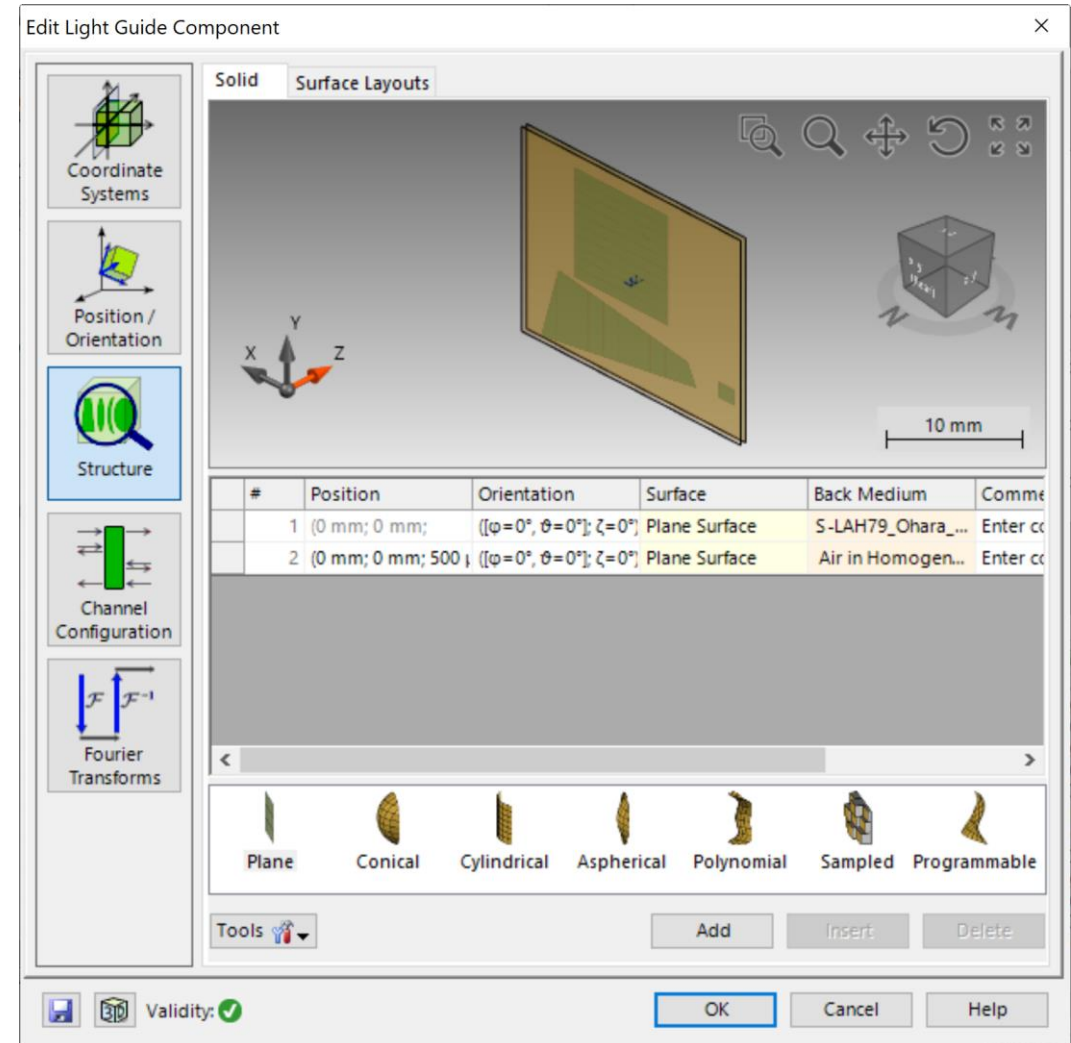 Edit Light Guide Component
Coordinate
Systems
Position /
Orientation
Structure
Channel
Configuration
Fourier
Transforms
Solid
Surface Layouts
X
Y
Z
10 mm
# Position Orientation Surface Back Medium Comme
1 (0 mm; 0 mm; ([φ=0°, ϑ=0°]; ζ=0°) Plane Surface S-LAH79_Ohara_... Enter co
2 (0 mm; 0 mm; 500 µ ([φ=0°, ϑ=0°]; ζ=0°) Plane Surface Air in Homogen... Enter co
Plane Conical Cylindrical Aspherical Polynomial Sampled Programmable
Tools Add Insert Delete
3D Validity: OK Cancel Help